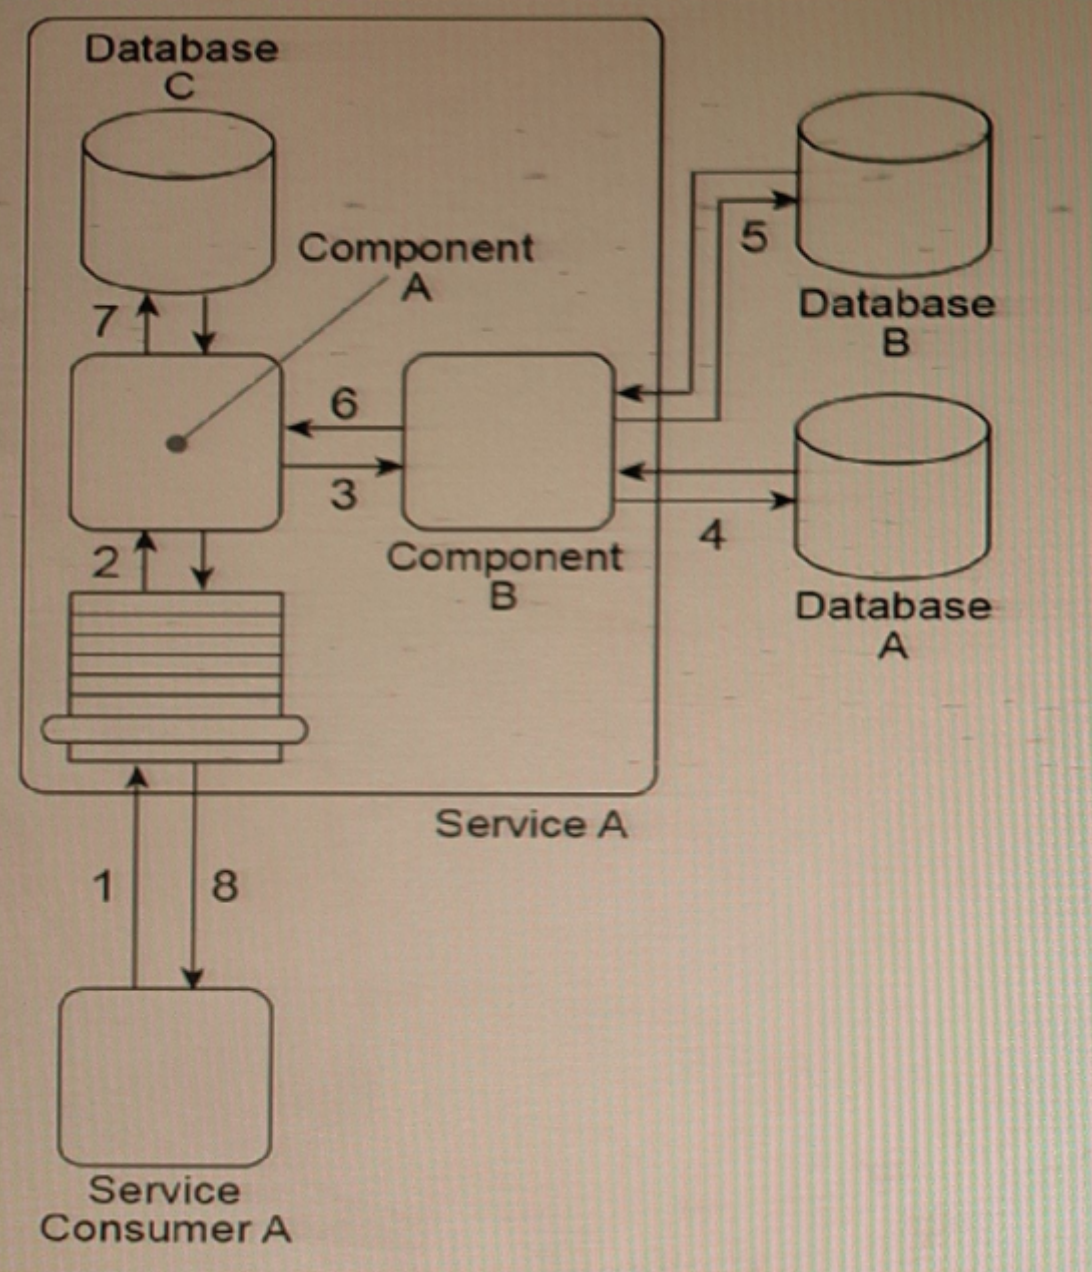 Database
C
Component
A
5
Database
B
7
6
3
Component
B
4
Database
A
2
Service A
1
8
Service
Consumer A